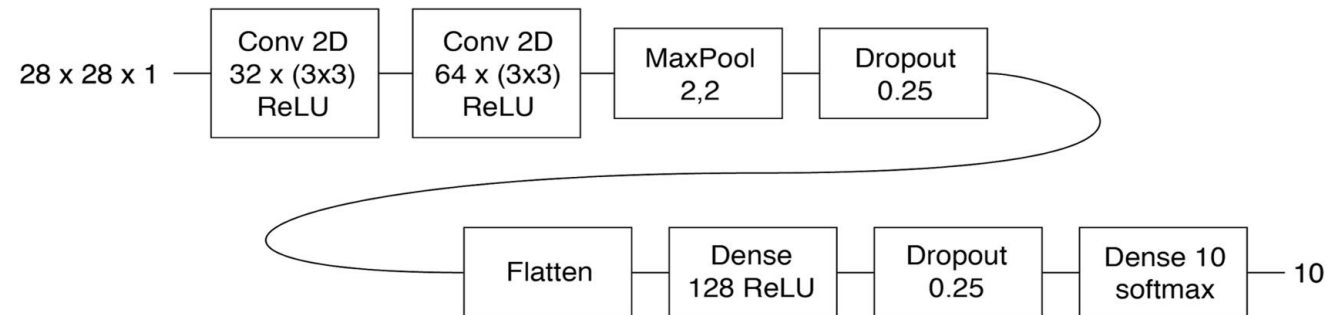 28 x 28 x 1
Conv 2D
32 x (3x3)
ReLU
Conv 2D
64 x (3x3)
ReLU
MaxPool
2,2
Dropout
0.25
Flatten
Dense
128 ReLU
Dropout
0.25
Dense 10
softmax
10